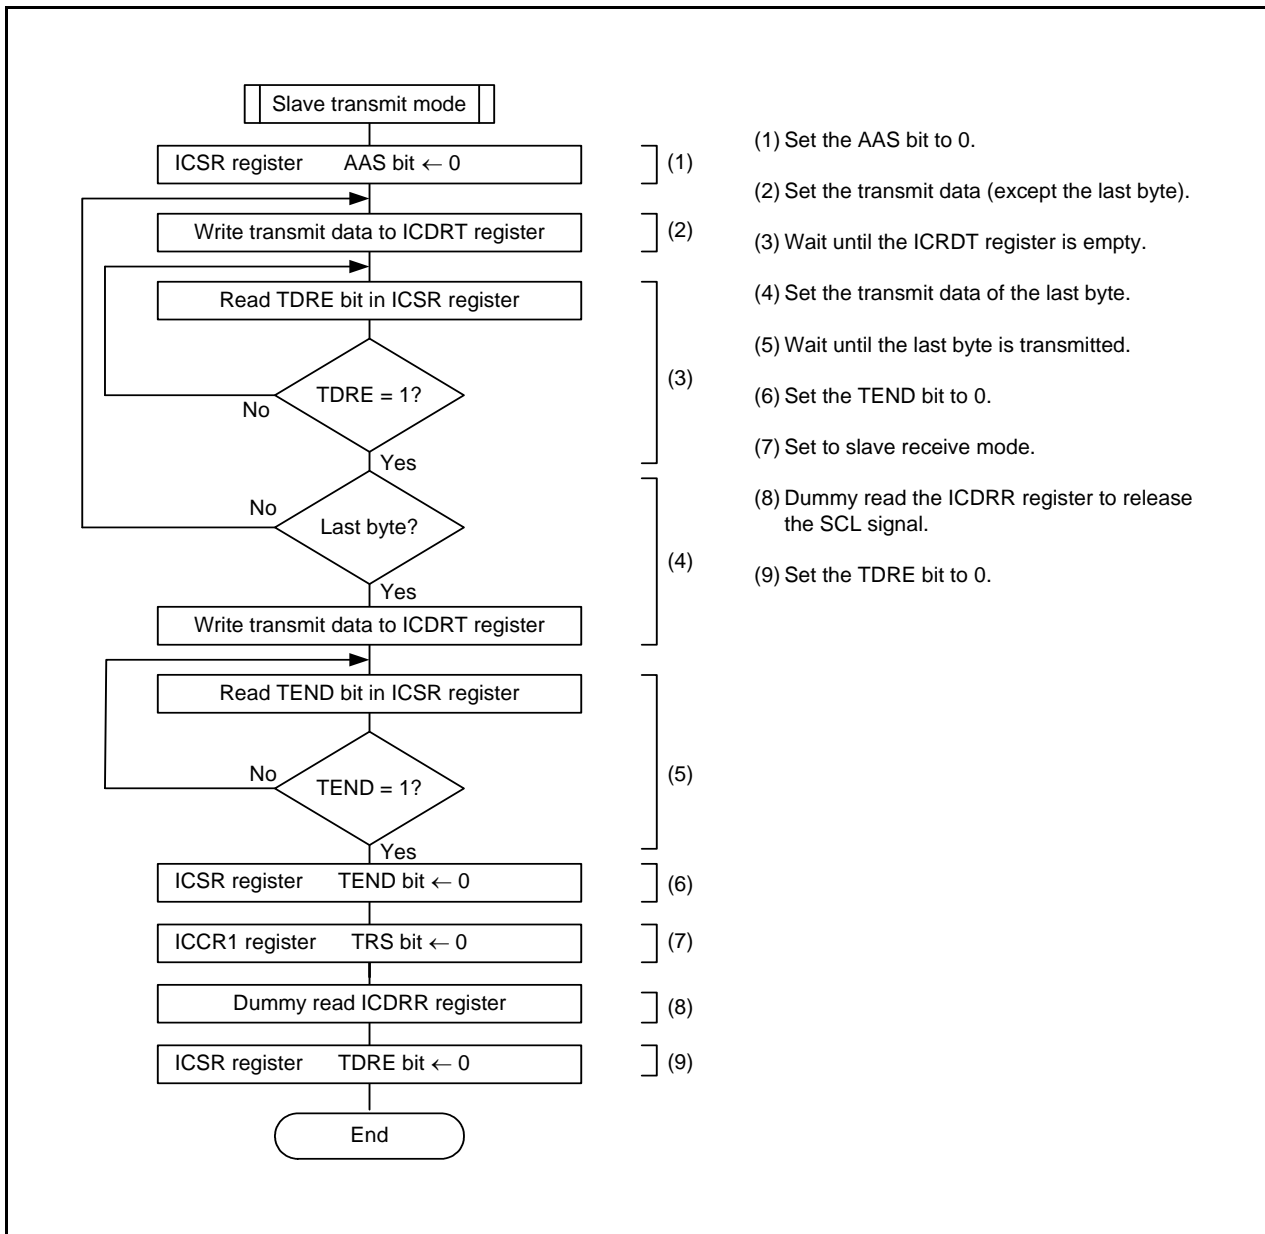 Slave transmit mode
ICSR register AAS bit ← 0
(1)
Write transmit data to ICDRT register
(2)
Read TDRE bit in ICSR register
TDRE = 1?
No
Yes
(3)
Last byte?
No
Yes
Write transmit data to ICDRT register
(4)
Read TEND bit in ICSR register
TEND = 1?
No
Yes
(5)
ICSR register TEND bit ← 0
(6)
ICCR1 register TRS bit ← 0
(7)
Dummy read ICDRR register
(8)
ICSR register TDRE bit ← 0
(9)
End
(1) Set the AAS bit to 0.
(2) Set the transmit data (except the last byte).
(3) Wait until the ICRDT register is empty.
(4) Set the transmit data of the last byte.
(5) Wait until the last byte is transmitted.
(6) Set the TEND bit to 0.
(7) Set to slave receive mode.
(8) Dummy read the ICDRR register to release
the SCL signal.
(9) Set the TDRE bit to 0.